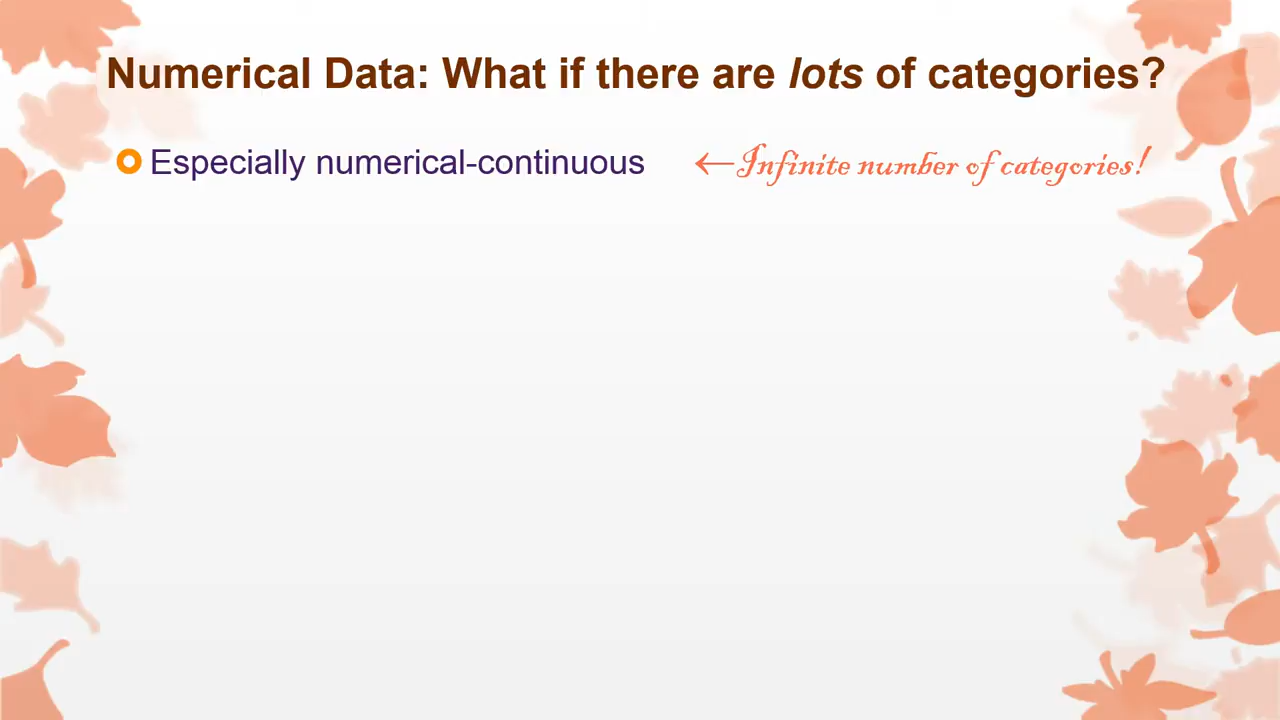 Numerical Data: What if there are lots of categories?
Especially numerical-continuous ←Infinite number of categories!